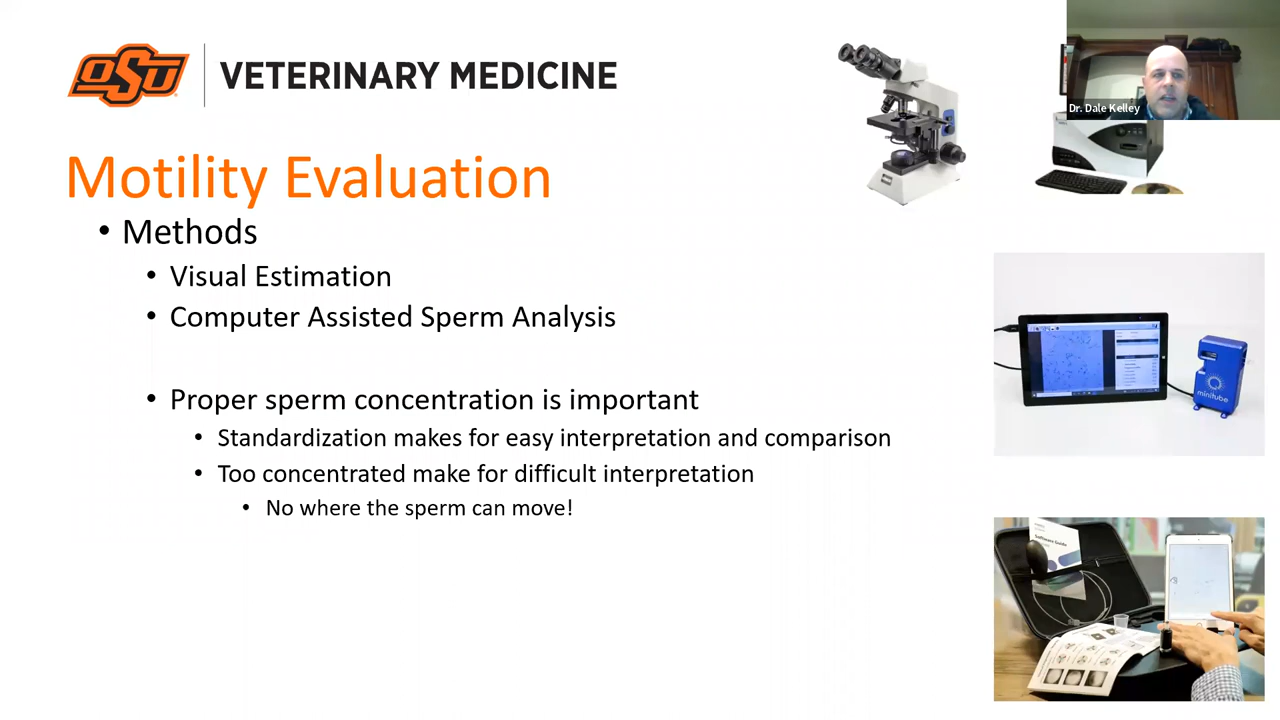 OSU
VETERINARY MEDICINE
Dr. Dale Kelley
Motility Evaluation
• Methods
• Visual Estimation
• Computer Assisted Sperm Analysis
• Proper sperm concentration is important
• Standardization makes for easy interpretation and comparison
• Too concentrated make for difficult interpretation
• No where the sperm can move!
minitube
Software Guide